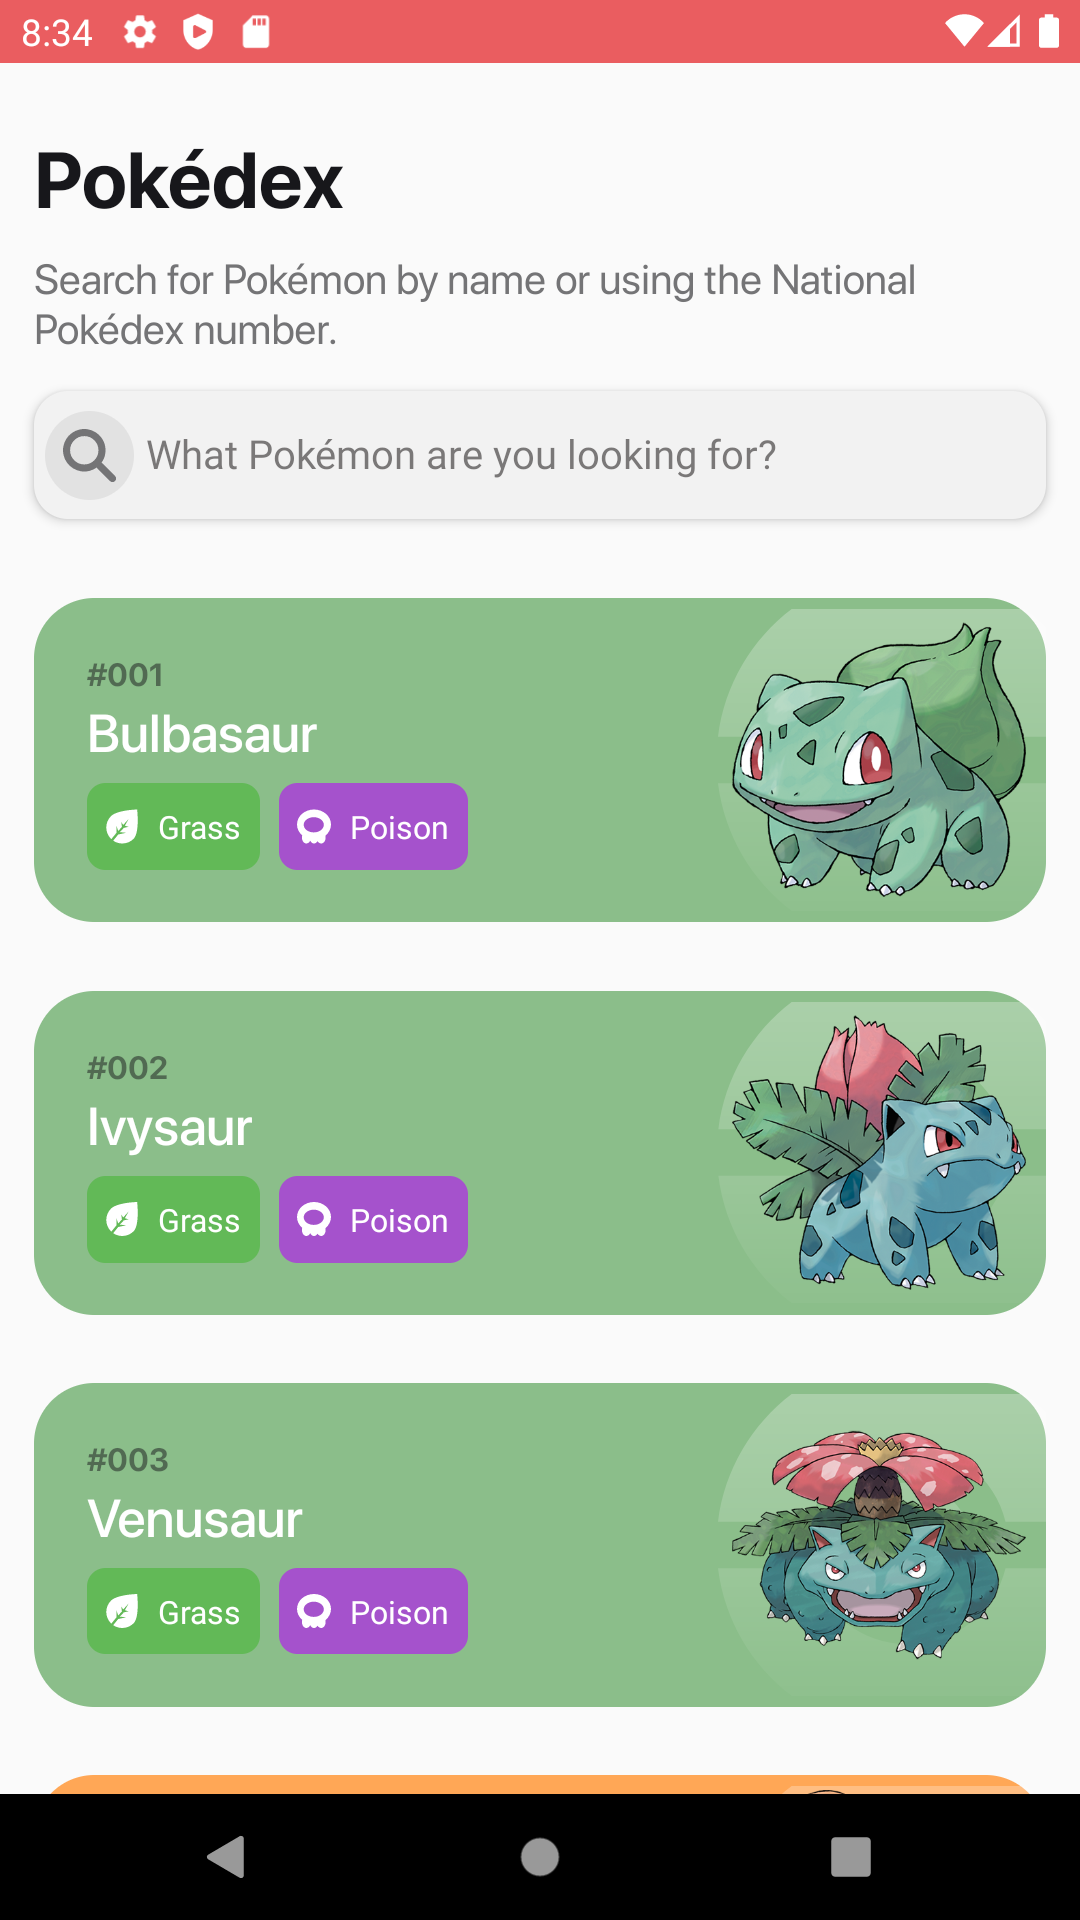 8:34
Pokédex
Search for Pokémon by name or using the National
Pokédex number.
What Pokémon are you looking for?
#001
Bulbasaur
Grass Poison
#002
Ivysaur
Grass Poison
#003
Venusaur
Grass Poison